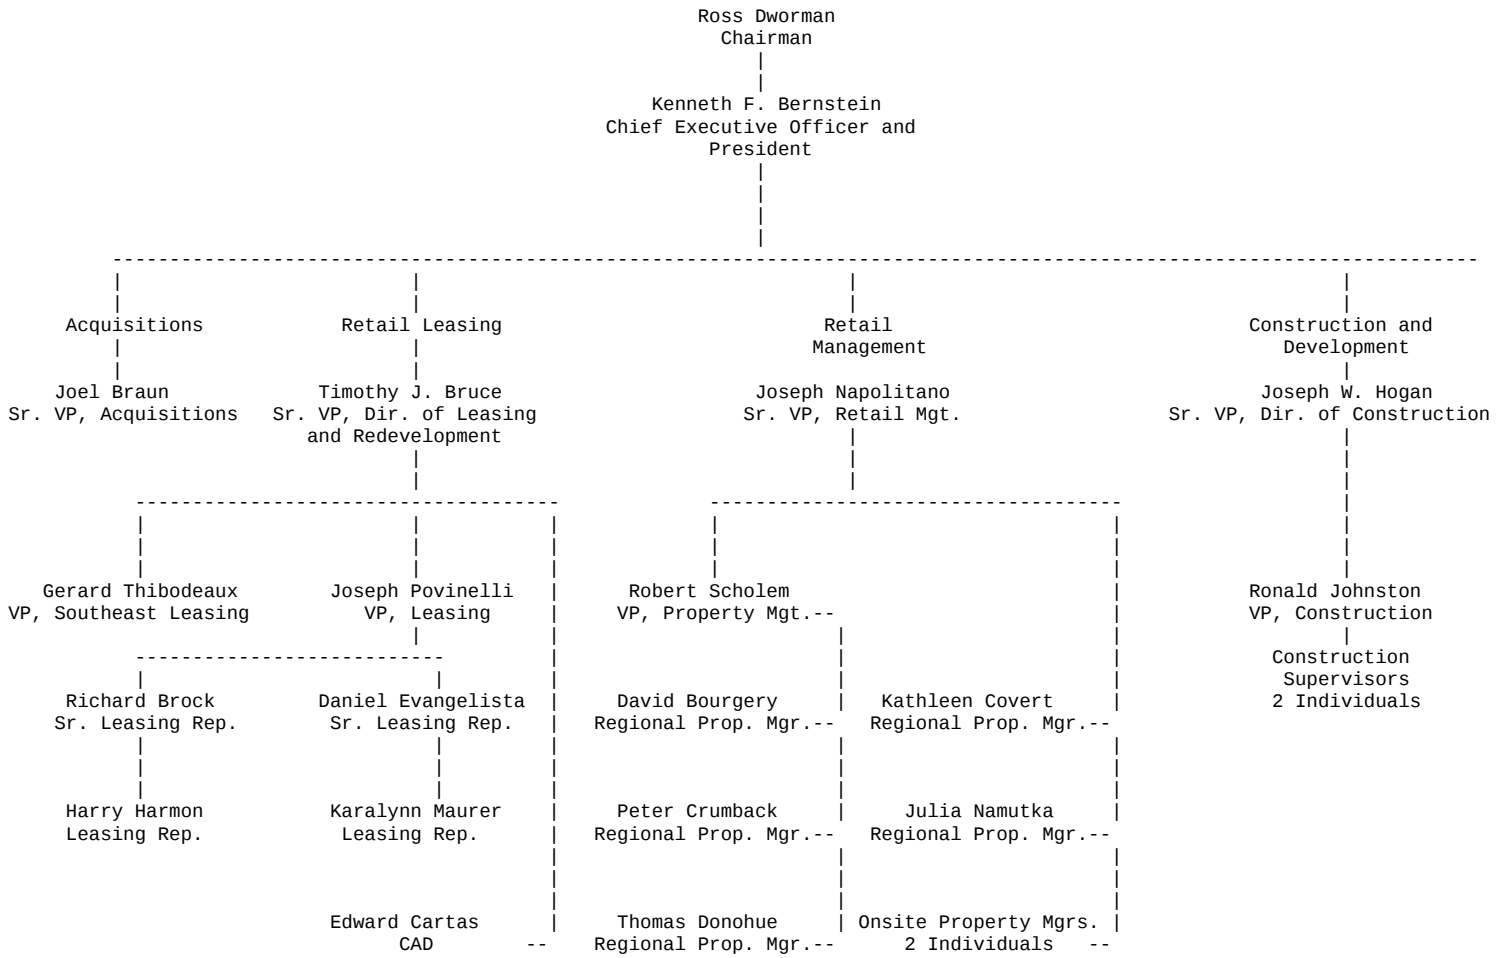 Ross Dworman
Chairman
Kenneth F. Bernstein
Chief Executive Officer and
President
Acquisitions
Retail Leasing
Retail
Management
Construction and
Development
Joel Braun
Sr. VP, Acquisitions
Timothy J. Bruce
Sr. VP, Dir. of Leasing
and Redevelopment
Joseph Napolitano
Sr. VP, Retail Mgt.
Joseph W. Hogan
Sr. VP, Dir. of Construction
Gerard Thibodeaux
VP, Southeast Leasing
Joseph Povinelli
VP, Leasing
Robert Scholem
VP, Property Mgt.--
Ronald Johnston
VP, Construction
Construction
Supervisors
2 Individuals
Richard Brock
Sr. Leasing Rep.
Daniel Evangelista
Sr. Leasing Rep.
David Bourgery
Regional Prop. Mgr.--
Kathleen Covert
Regional Prop. Mgr.--
Harry Harmon
Leasing Rep.
Karalynn Maurer
Leasing Rep.
Peter Crumback
Regional Prop. Mgr.--
Julia Namutka
Regional Prop. Mgr.--
Edward Cartas
CAD --
Thomas Donohue
Regional Prop. Mgr.--
Onsite Property Mgrs.
2 Individuals --